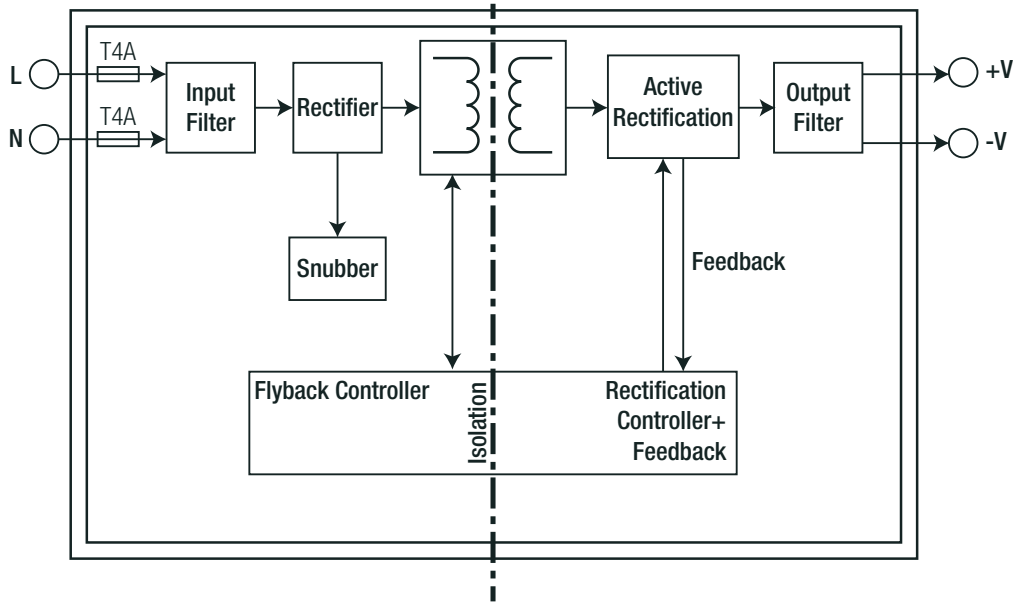 L
T4A
N
T4A
Input
Filter
Rectifier
Snubber
Active
Rectification
Output
Filter
+V
-V
Feedback
Flyback Controller
Isolation
Rectification
Controller+
Feedback